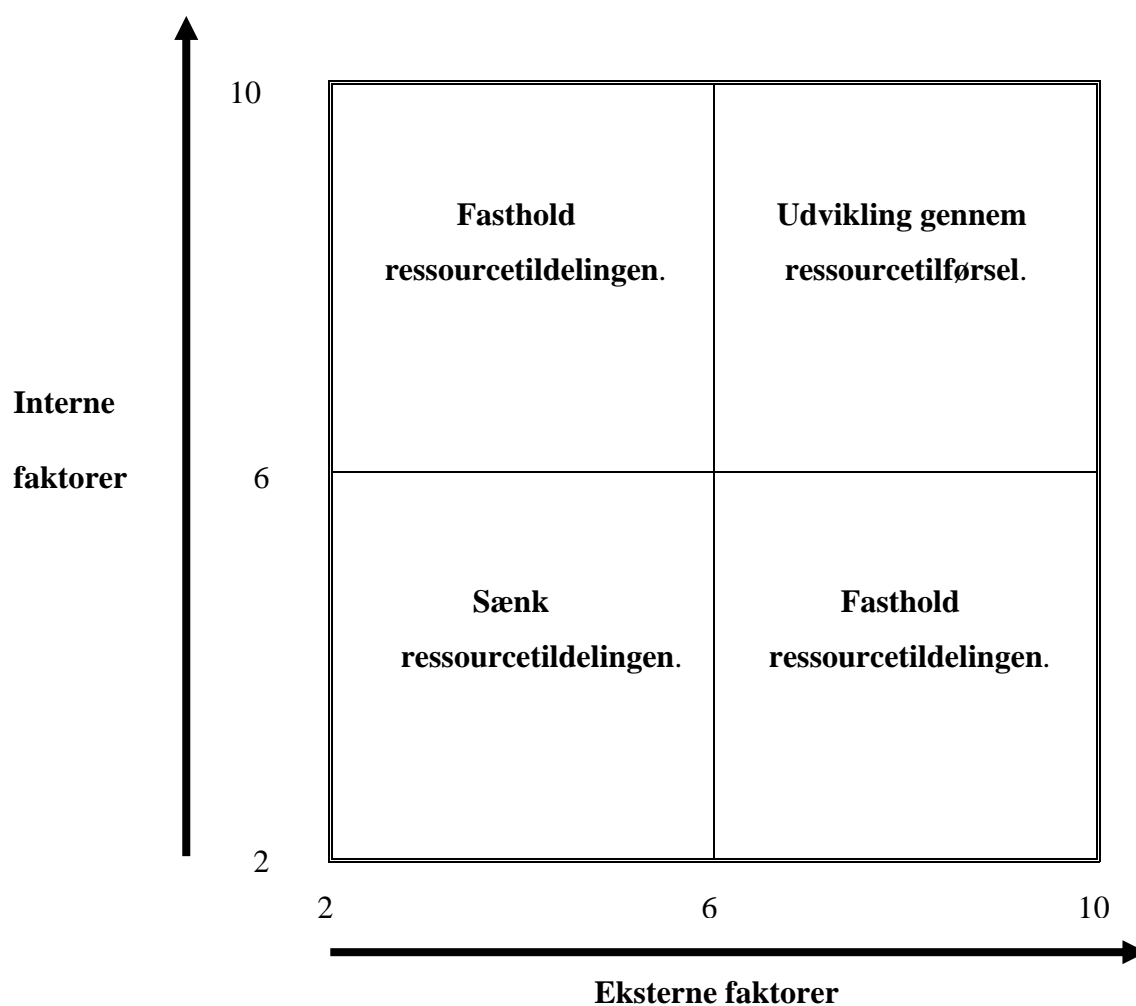 10
Fasthold
ressourcetildelingen.
Udvikling gennem
ressourcetilførsel.
Interne
faktorer
6
Sænk
ressourcetildelingen.
Fasthold
ressourcetildelingen.
2
2
6
10
Eksterne faktorer